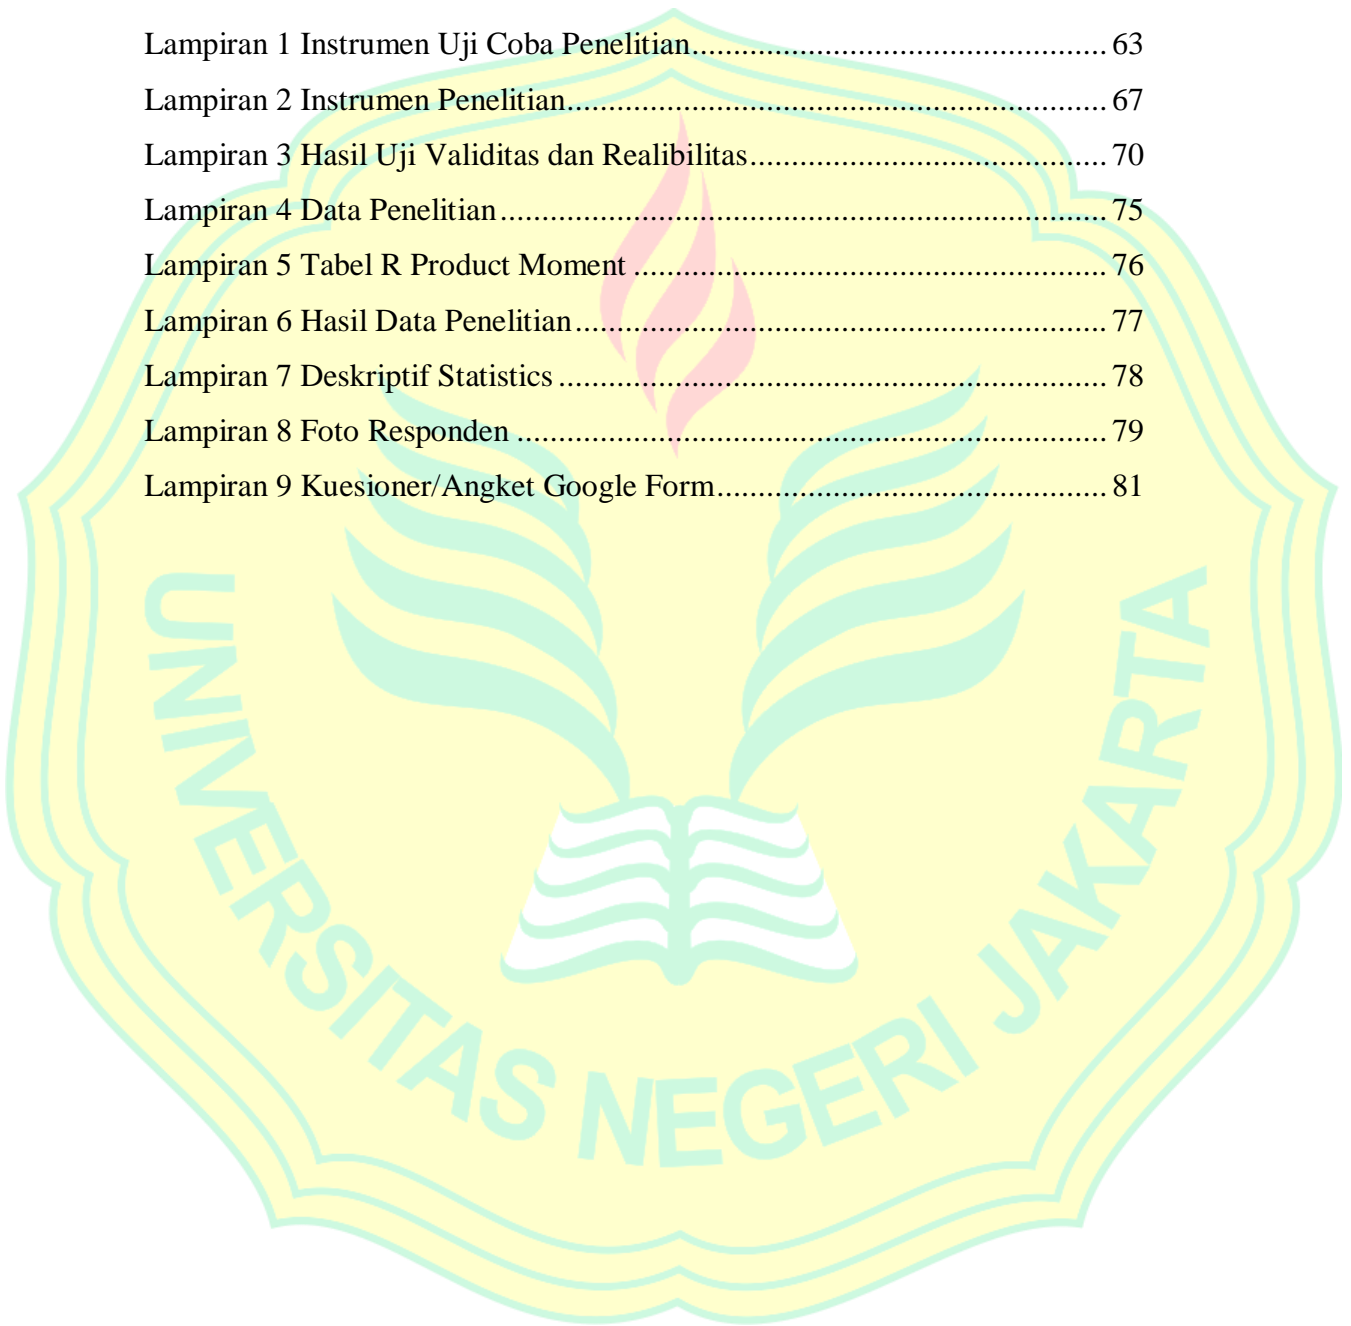 Lampiran 1 Instrumen Uji Coba Penelitian.................................................... 63
Lampiran 2 Instrumen Penelitian................................................................... 67
Lampiran 3 Hasil Uji Validitas dan Realibilitas............................................. 70
Lampiran 4 Data Penelitian............................................................................ 75
Lampiran 5 Tabel R Product Moment ........................................................... 76
Lampiran 6 Hasil Data Penelitian.................................................................. 77
Lampiran 7 Deskriptif Statistics .................................................................... 78
Lampiran 8 Foto Responden ......................................................................... 79
Lampiran 9 Kuesioner/Angket Google Form................................................. 81
UNIVERSITAS NEGERI JAKARTA